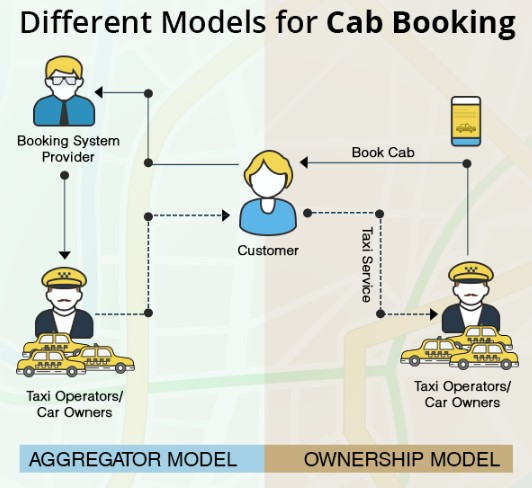 Different Models for Cab Booking
Booking System
Provider
Book Cab
Customer
Taxi Service
Taxi Operators/
Car Owners
Taxi Operators/
Car Owners
AGGREGATOR MODEL
OWNERSHIP MODEL